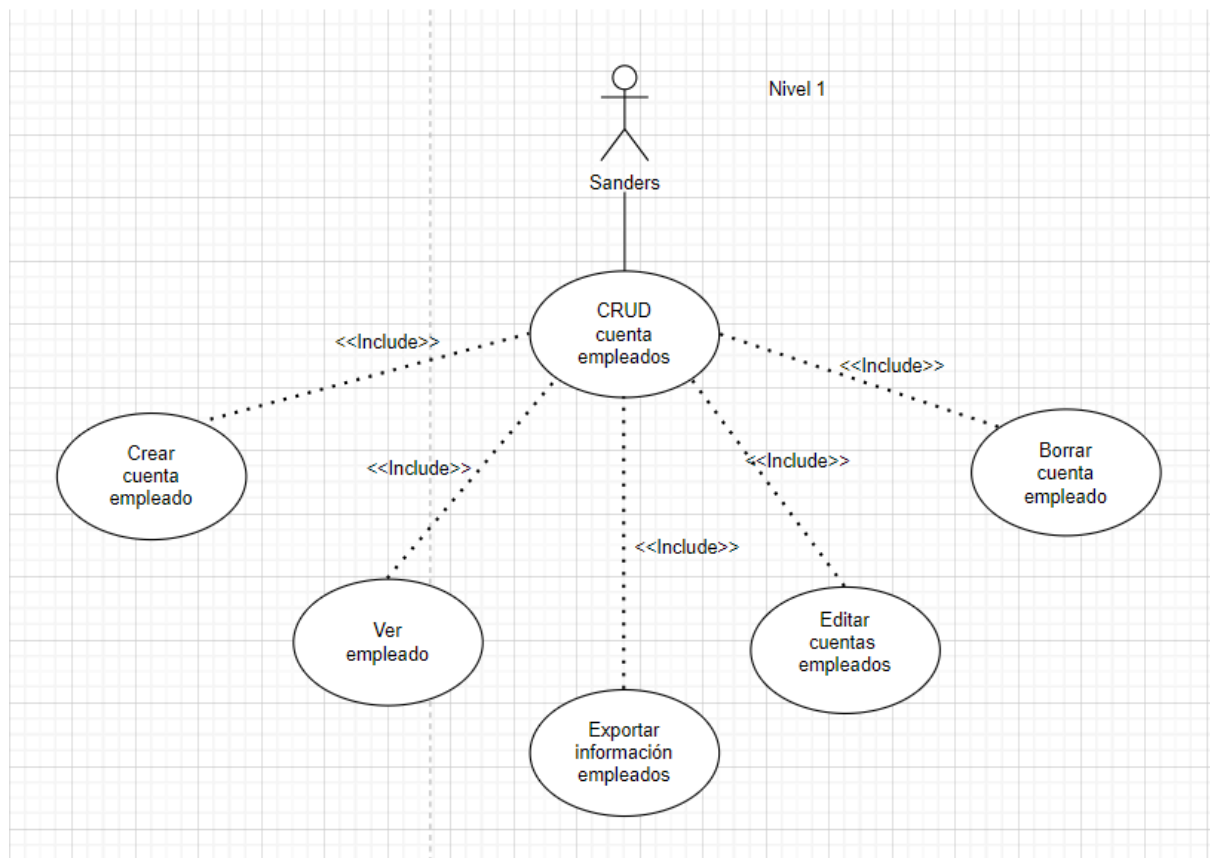 Nivel 1
Sanders
CRUD
cuenta
empleados
<<Include>>
<<Include>>
<<Include>>
<<Include>>
<<Include>>
Crear
cuenta
empleado
Borrar
cuenta
empleado
Ver
empleado
Editar
cuentas
empleados
Exportar
información
empleados